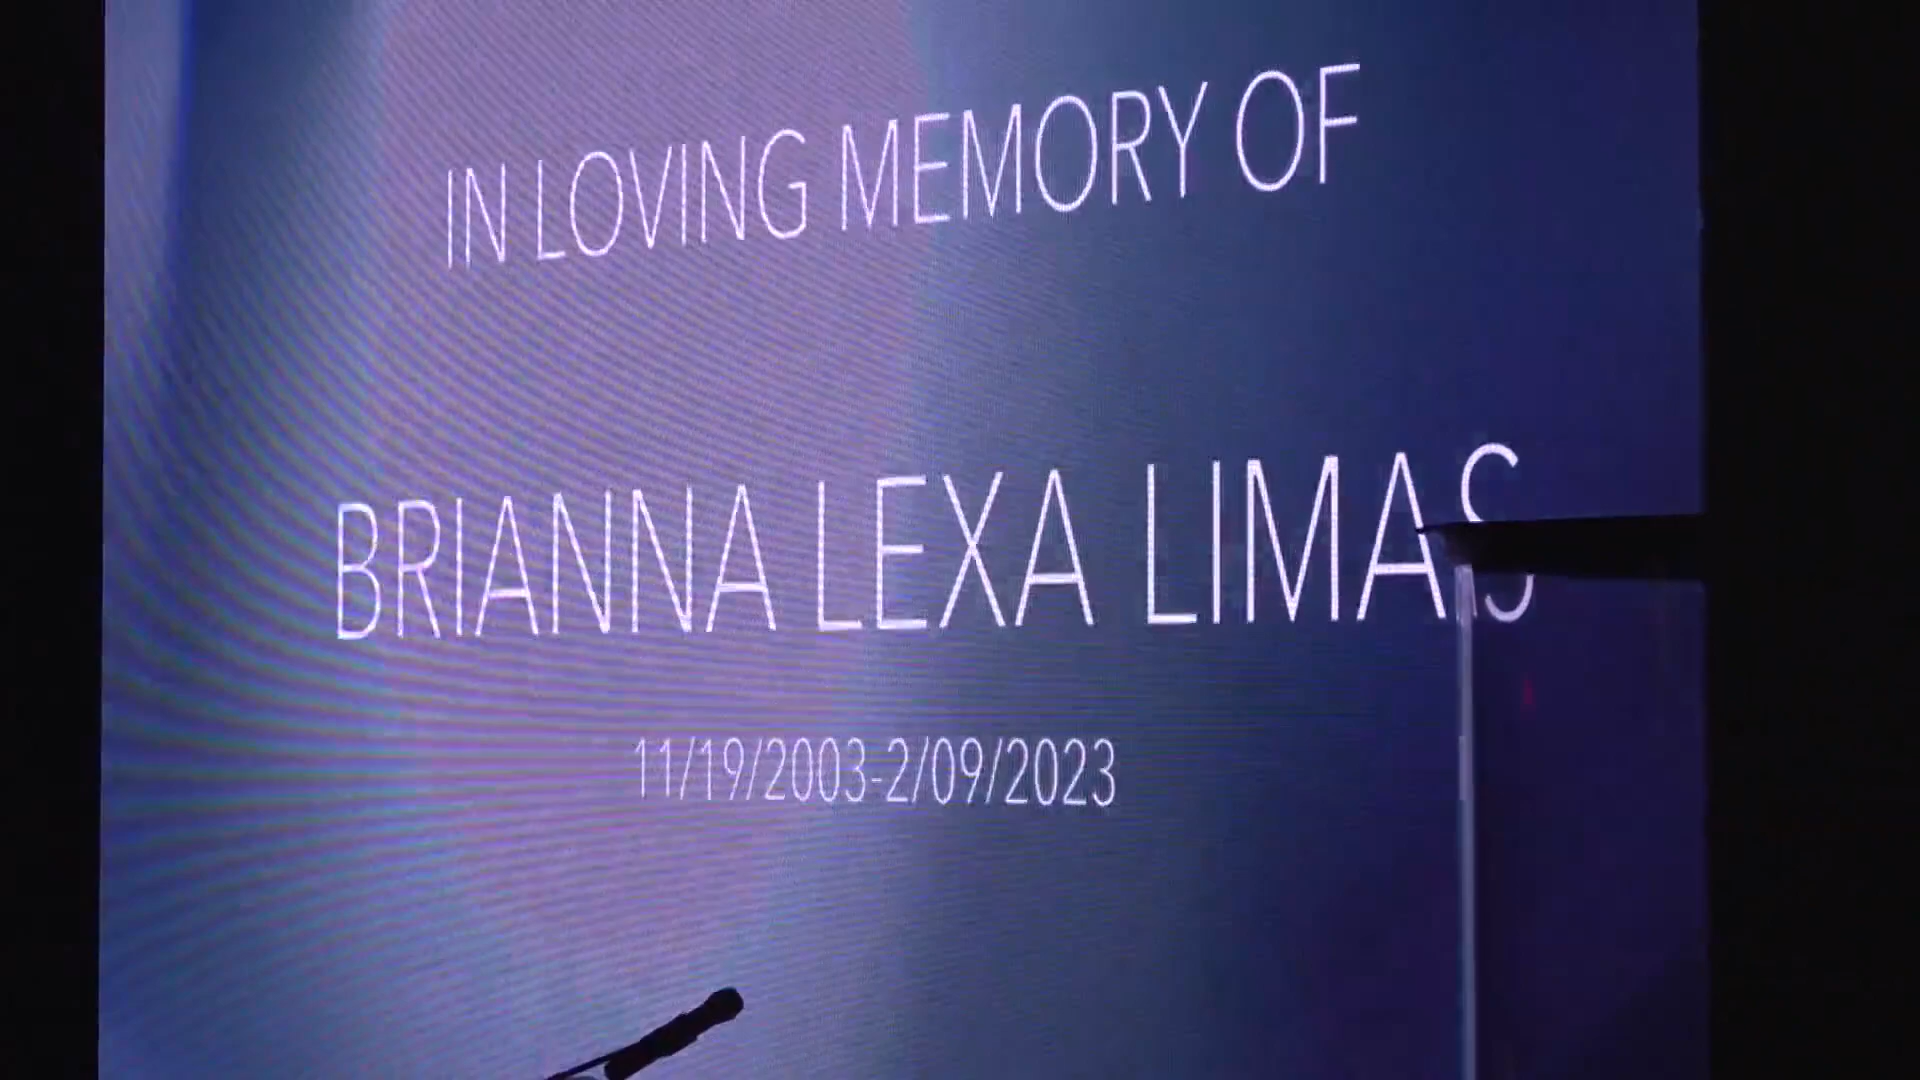 IN LOVING MEMORY OF
BRIANNA LEXA LIMAS
11/19/2003-2/09/2023